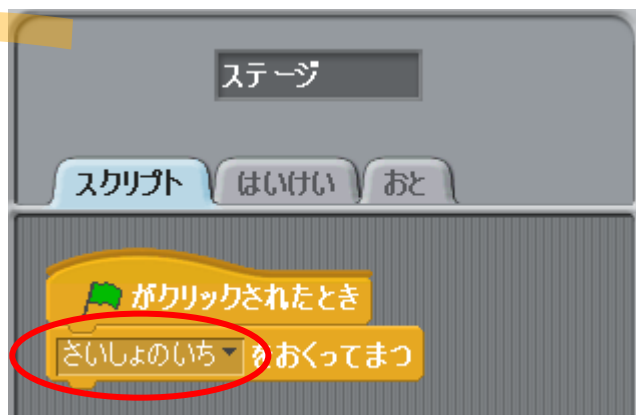 ステージ
スクリプト はいけい おと
がクリックされたとき
さいしょのいち をおくってまつ